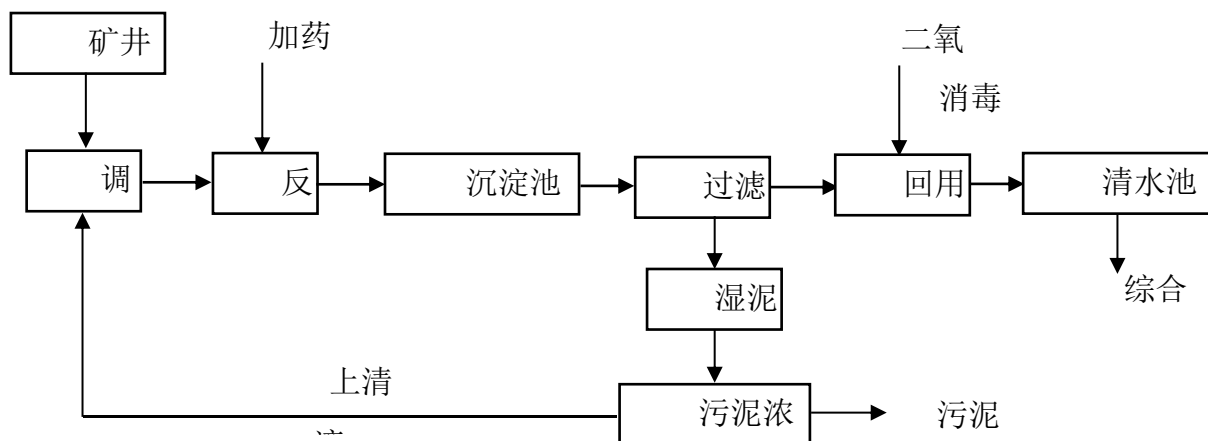 矿井
加药
二氧
消毒
调
反
沉淀池
过滤
回用
清水池
湿泥
综合
上清
污泥浓
污泥